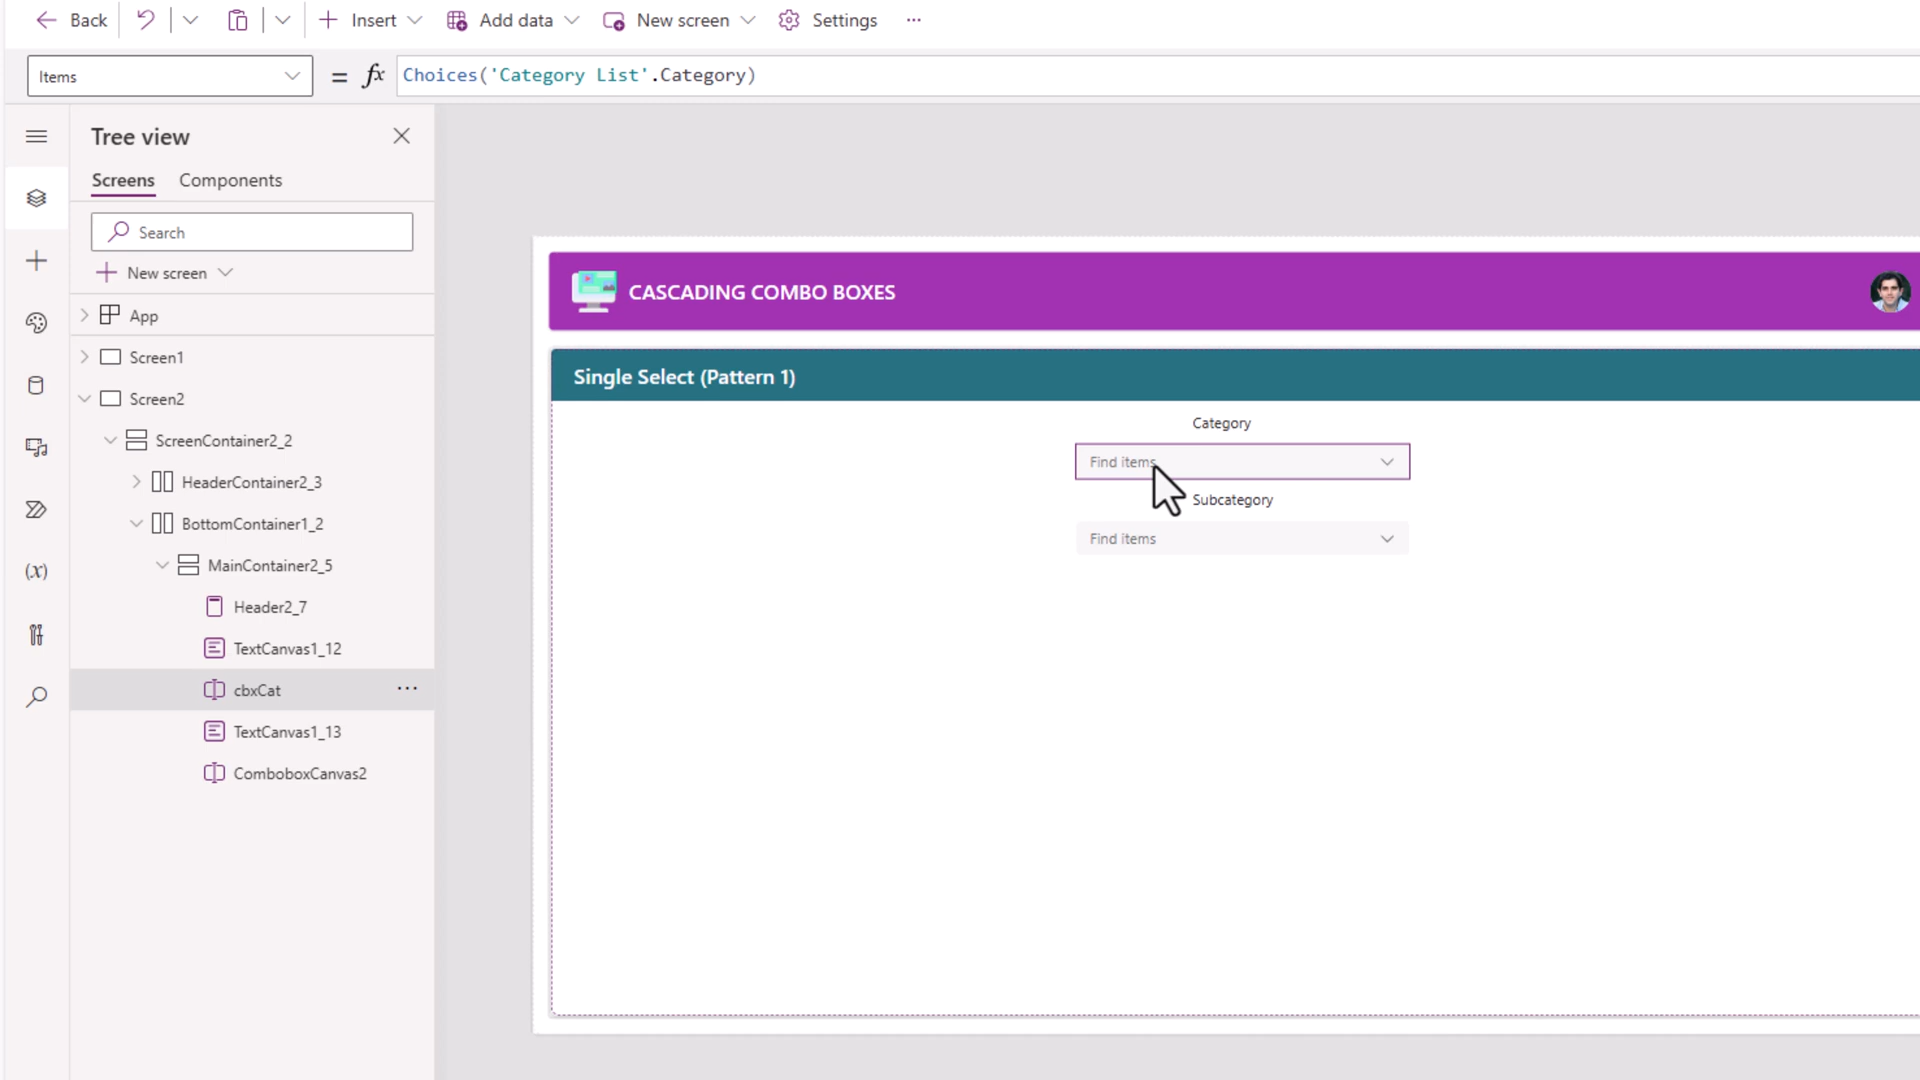 Back
Insert
Add data
New screen
Settings
Items
= fx Choices('Category List'.Category)
Tree view
Screens Components
Search
New screen
App
Screen1
Screen2
ScreenContainer2_2
HeaderContainer2_3
BottomContainer1_2
MainContainer2_5
Header2_7
TextCanvas1_12
cbxCat
TextCanvas1_13
ComboboxCanvas2
(x)
CASCADING COMBO BOXES
Single Select (Pattern 1)
Category
Find items
Subcategory
Find items